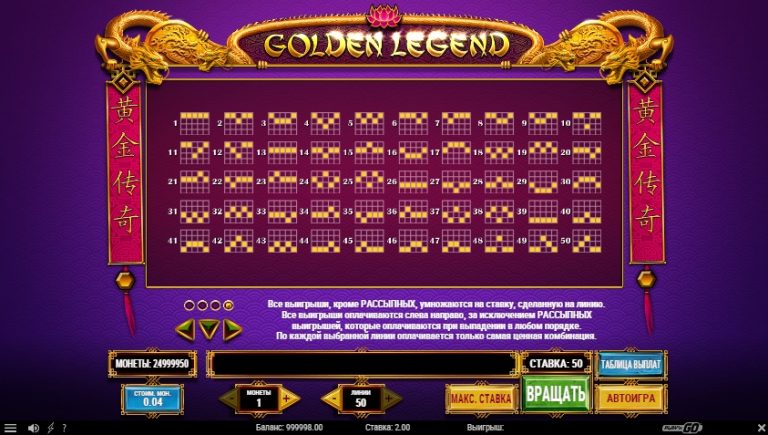 GOLDEN LEGEND
黄金传奇
黄金传奇
1 2 3 4 5 6 7 8 9 10
11 12 13 14 15 16 17 18 19 20
21 22 23 24 25 26 27 28 29 30
31 32 33 34 35 36 37 38 39 40
41 42 43 44 45 46 47 48 49 50
Все выигрыши, кроме РАССЫПНЫХ, умножаются на ставку, сделанную на линию.
Все выигрыши оплачиваются слева направо, за исключением РАССЫПНЫХ
выигрышей, которые оплачиваются при выпадении в любом порядке.
По каждой выбранной линии оплачивается только самая ценная комбинация.
МОНЕТЫ: 24999950
СТАВКА: 50
ТАБЛИЦА ВЫПЛАТ
СТОИМ. МОН.
0.04
МОНЕТЫ
1
ЛИНИИ
50
МАКС. СТАВКА
ВРАЩАТЬ
АВТОИГРА
? Баланс: 999998.00 Ставка: 2.00 Выигрыш: PLAY'n GO